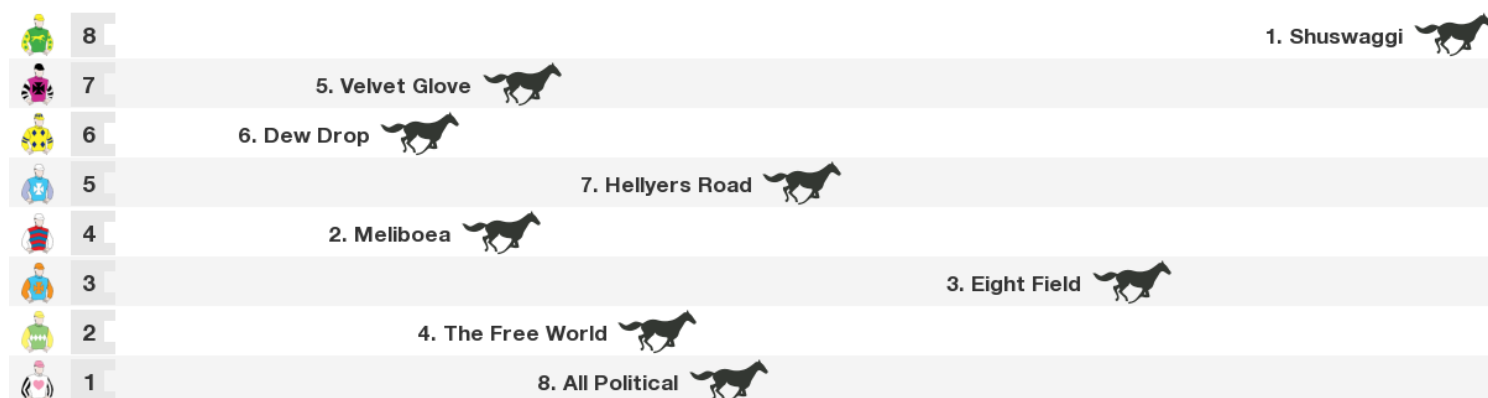 8 1. Shuswaggi
7 5. Velvet Glove
6 6. Dew Drop
5 7. Hellyers Road
4 2. Meliboea
3 3. Eight Field
2 4. The Free World
1 8. All Political